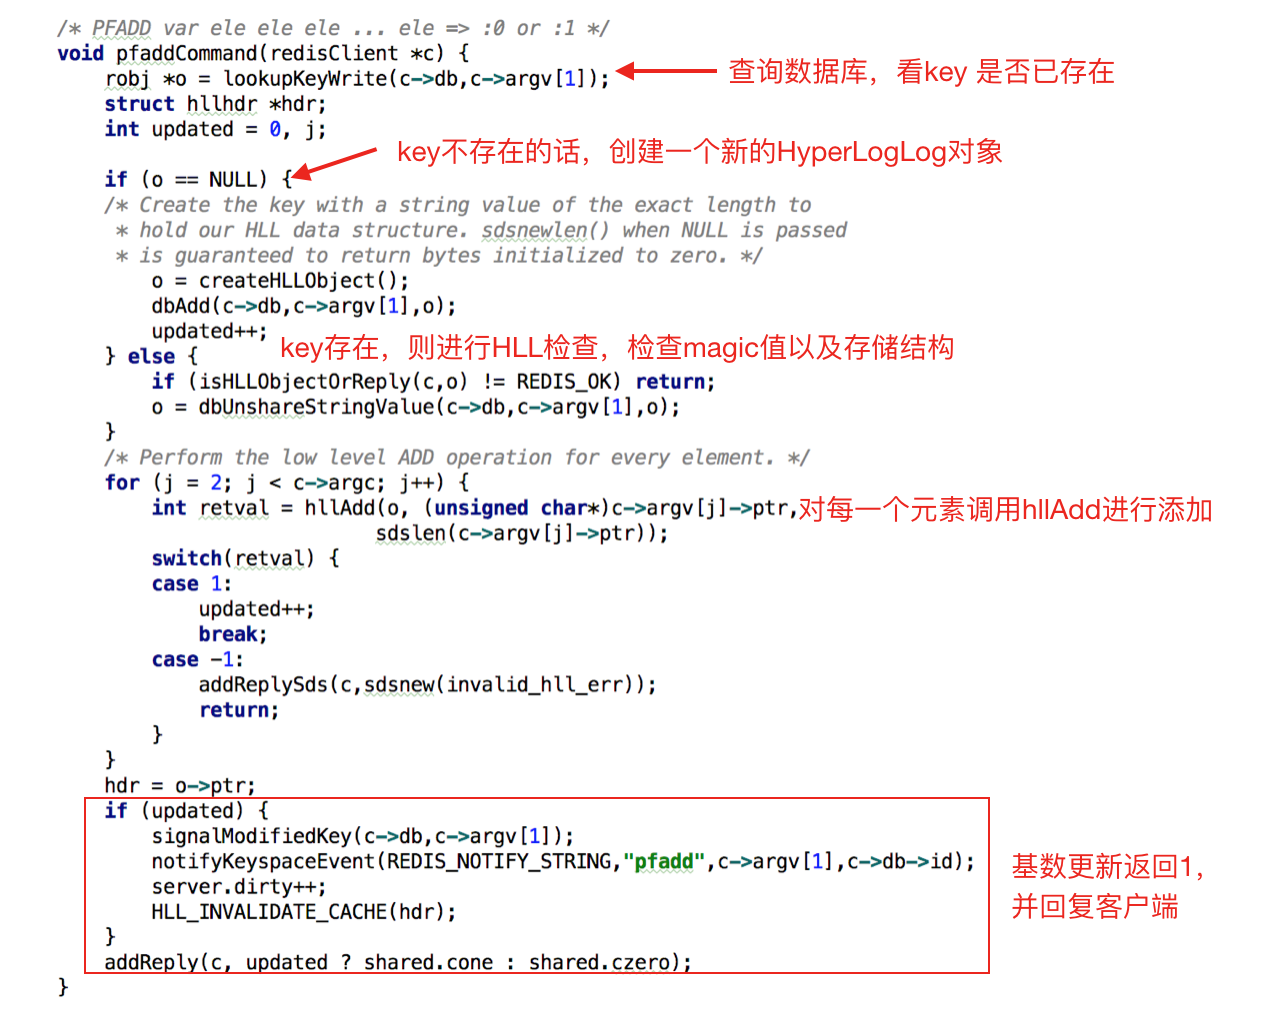 /* PFADD var ele ele ele ... ele => :0 or :1 */
void pfaddCommand(redisClient *c) {
    robj *o = lookupKeyWrite(c->db,c->argv[1]); 查询数据库，看key 是否已存在
    struct hllhdr *hdr;
    int updated = 0, j;
key不存在的话，创建一个新的HyperLogLog对象
    if (o == NULL) {
    /* Create the key with a string value of the exact length to
     * hold our HLL data structure. sdsnewlen() when NULL is passed
     * is guaranteed to return bytes initialized to zero. */
        o = createHLLObject();
        dbAdd(c->db,c->argv[1],o);
        updated++;
key存在，则进行HLL检查，检查magic值以及存储结构
    } else {
        if (isHLLObjectOrReply(c,o) != REDIS_OK) return;
        o = dbUnshareStringValue(c->db,c->argv[1],o);
    }
    /* Perform the low level ADD operation for every element. */
    for (j = 2; j < c->argc; j++) {
        int retval = hllAdd(o, (unsigned char*)c->argv[j]->ptr, 对每一个元素调用hllAdd进行添加
                           sdslen(c->argv[j]->ptr));
        switch(retval) {
        case 1:
            updated++;
            break;
        case -1:
            addReplySds(c,sdsnew(invalid_hll_err));
            return;
        }
    }
    hdr = o->ptr;
    if (updated) {
        signalModifiedKey(c->db,c->argv[1]);
        notifyKeyspaceEvent(REDIS_NOTIFY_STRING,"pfadd",c->argv[1],c->db->id);
        server.dirty++;
        HLL_INVALIDATE_CACHE(hdr);
    }
    addReply(c, updated ? shared.cone : shared.czero);
}
基数更新返回1，
并回复客户端